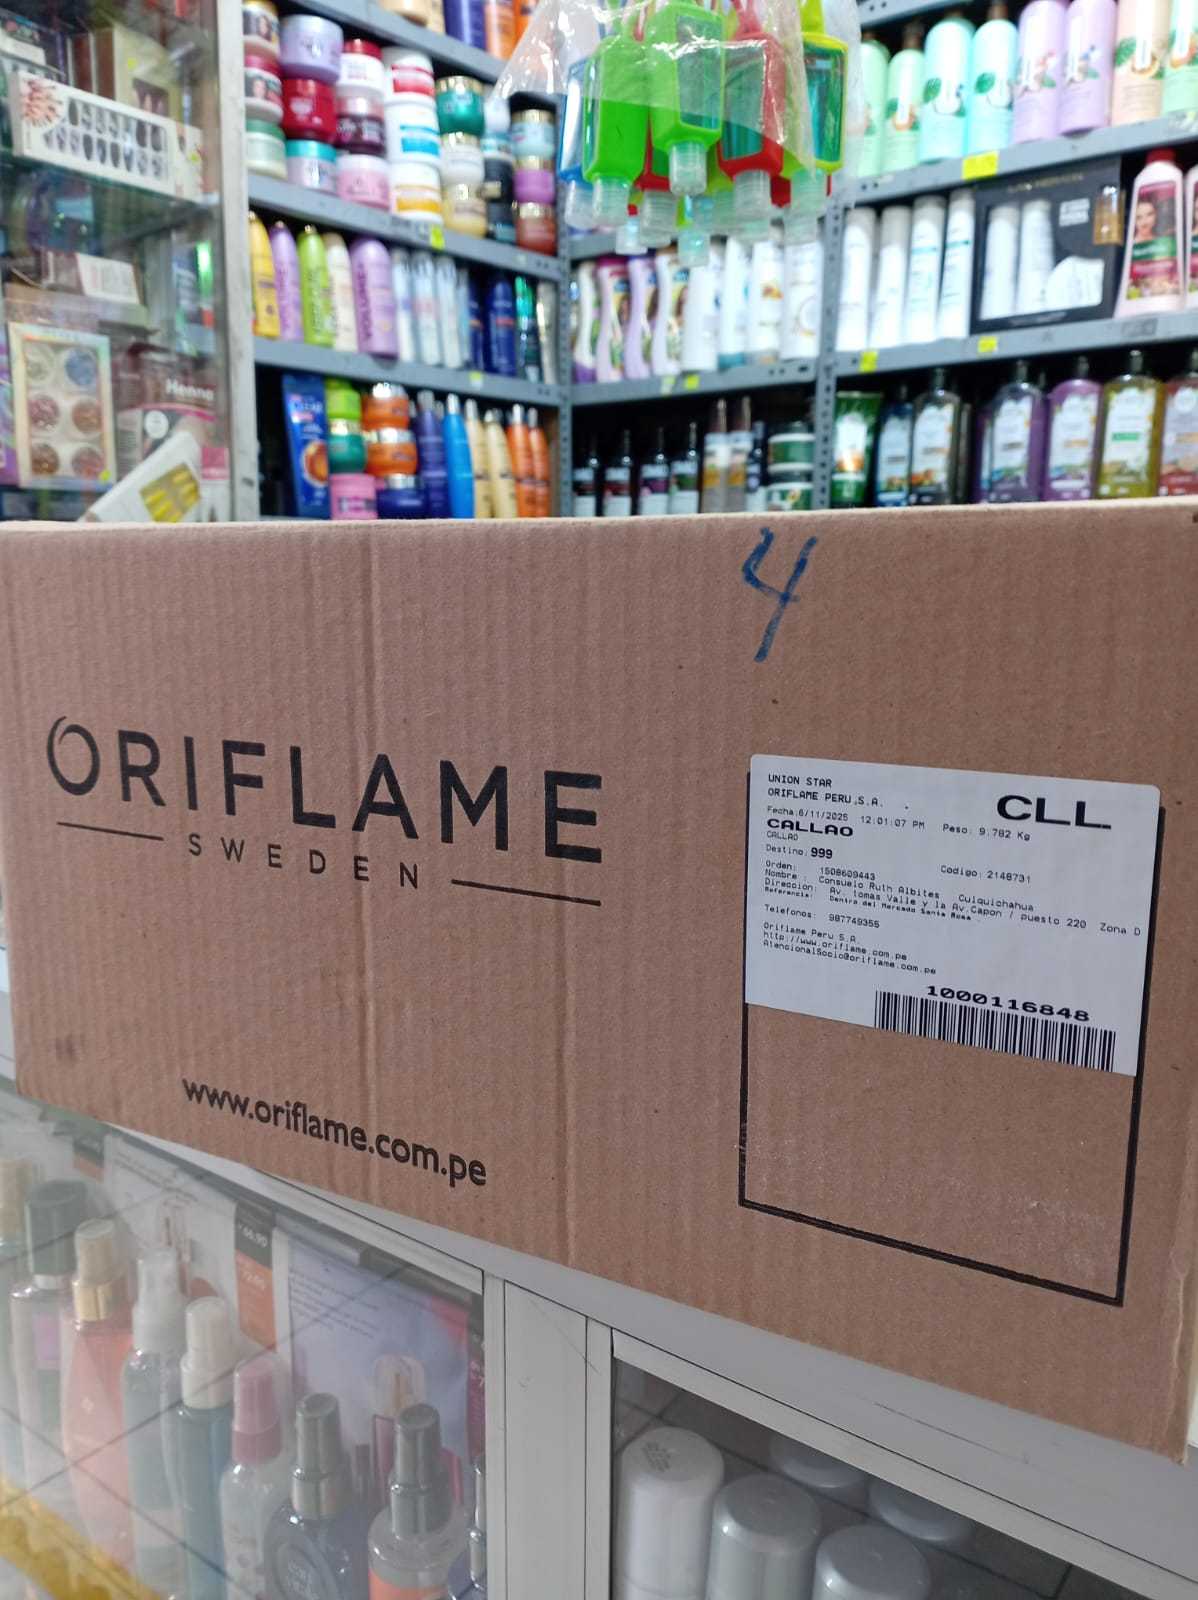 Henna
4
ORIFLAME
SWEDEN
www.oriflame.com.pe
UNION STAR
ORIFLAME PERU,S.A. .
CLL
Fecha:6/11/2025 12:01:07 PM Peso: 9.782 Kg
CALLAO
CALLAO
Destino: 999
Orden: 1508609443 Codigo: 2148731
Nombre : Consuelo Ruth Albites Culquichahua
Direccion: Av. tomas Valle y la Av.Capon / puesto 220 Zona D
Referencia: Dentro del Mercado Santa Rosa .
Telefonos: 987749355
Oriflame Peru S.A.
http://www.oriflame.com.pe
AtencionalSocio@oriflame.com.pe
1000116848